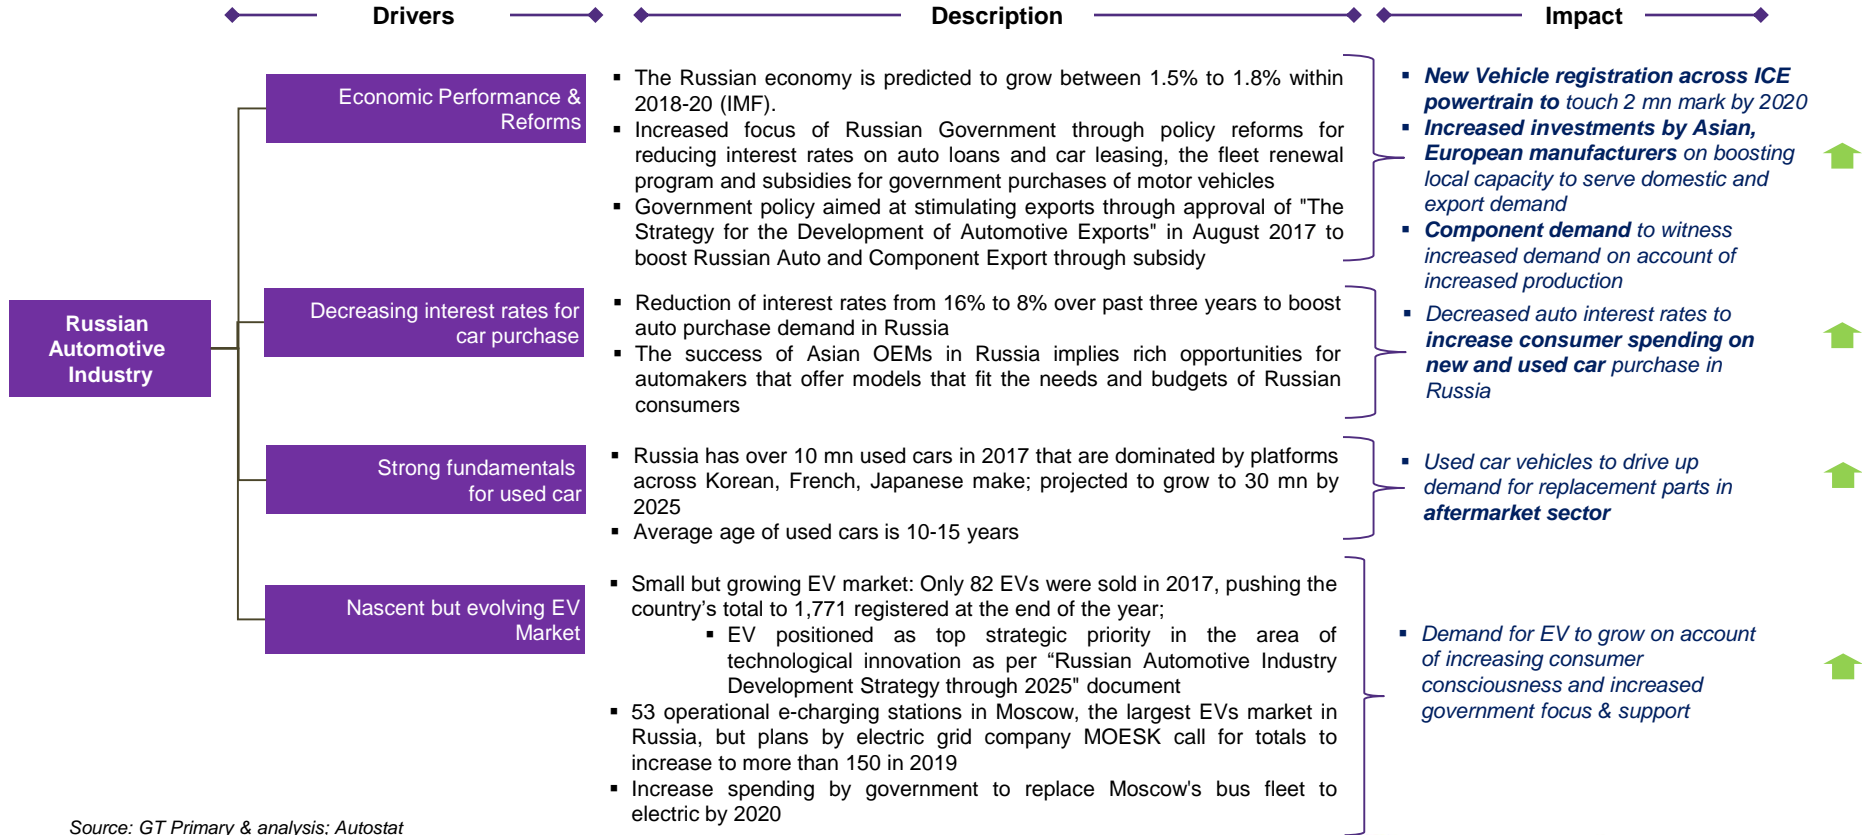 Drivers
Description
Impact
Russian
Automotive
Industry
Economic Performance &
Reforms
▪ The Russian economy is predicted to grow between 1.5% to 1.8% within
2018-20 (IMF).
▪ Increased focus of Russian Government through policy reforms for
reducing interest rates on auto loans and car leasing, the fleet renewal
program and subsidies for government purchases of motor vehicles
▪ Government policy aimed at stimulating exports through approval of "The
Strategy for the Development of Automotive Exports" in August 2017 to
boost Russian Auto and Component Export through subsidy
▪ New Vehicle registration across ICE
powertrain to touch 2 mn mark by 2020
▪ Increased investments by Asian,
European manufacturers on boosting
local capacity to serve domestic and
export demand
▪ Component demand to witness
increased demand on account of
increased production
Decreasing interest rates for
car purchase
▪ Reduction of interest rates from 16% to 8% over past three years to boost
auto purchase demand in Russia
▪ The success of Asian OEMs in Russia implies rich opportunities for
automakers that offer models that fit the needs and budgets of Russian
consumers
▪ Decreased auto interest rates to
increase consumer spending on
new and used car purchase in
Russia
Strong fundamentals
for used car
▪ Russia has over 10 mn used cars in 2017 that are dominated by platforms
across Korean, French, Japanese make; projected to grow to 30 mn by
2025
▪ Average age of used cars is 10-15 years
▪ Used car vehicles to drive up
demand for replacement parts in
aftermarket sector
Nascent but evolving EV
Market
▪ Small but growing EV market: Only 82 EVs were sold in 2017, pushing the
country’s total to 1,771 registered at the end of the year;
▪ EV positioned as top strategic priority in the area of
technological innovation as per “Russian Automotive Industry
Development Strategy through 2025" document
▪ 53 operational e-charging stations in Moscow, the largest EVs market in
Russia, but plans by electric grid company MOESK call for totals to
increase to more than 150 in 2019
▪ Increase spending by government to replace Moscow's bus fleet to
electric by 2020
▪ Demand for EV to grow on account
of increasing consumer
consciousness and increased
government focus & support
Source: GT Primary & analysis; Autostat